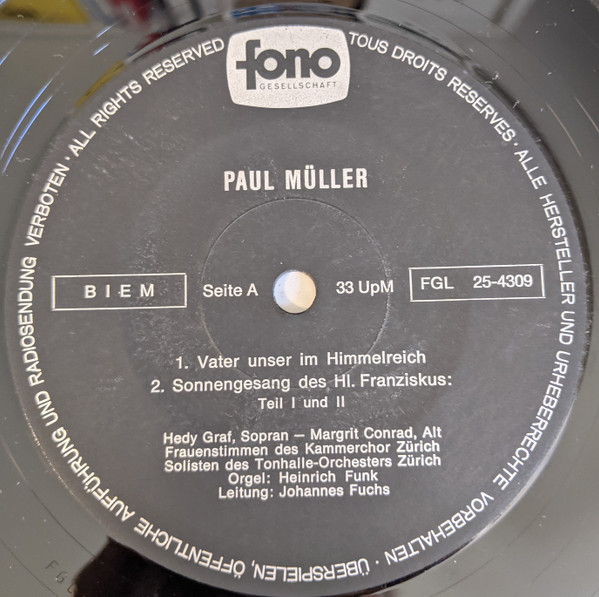 fono
GESELLSCHAFT
ALL RIGHTS RESERVED
TOUS DROITS RESERVES · ALLE HERSTELLER UND URHEBERRECHTE VORBEHALTEN · ÜBERSPIELEN, ÖFFENTLICHE AUFFÜHRUNG UND RADIOSENDUNG VERBOTEN ·
PAUL MÜLLER
BIEM
Seite A
33 UpM
FGL 25-4309
1. Vater unser im Himmelreich
2. Sonnengesang des Hl. Franziskus:
Teil I und II
Hedy Graf, Sopran – Margrit Conrad, Alt
Frauenstimmen des Kammerchor Zürich
Solisten des Tonhalle-Orchesters Zürich
Orgel: Heinrich Funk
Leitung: Johannes Fuchs